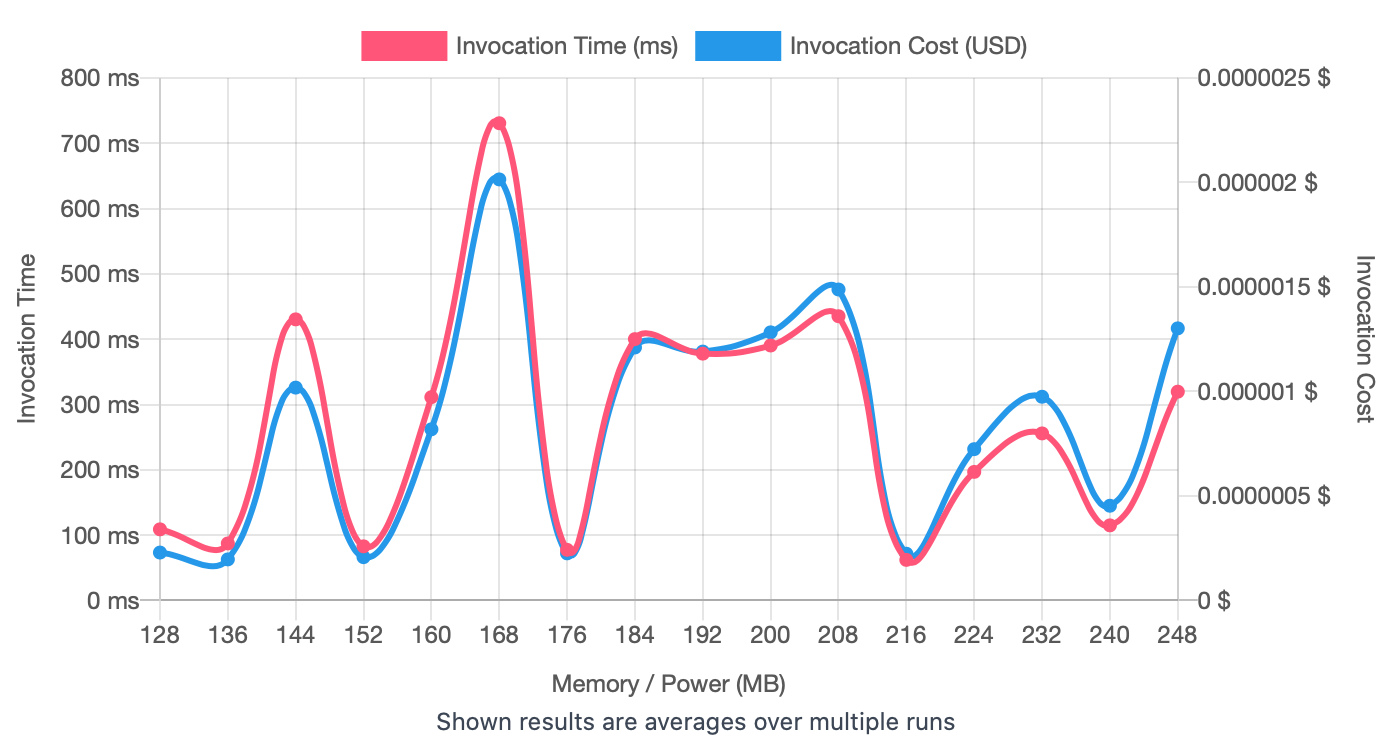 Invocation Time (ms) Invocation Cost (USD)
800 ms 0.0000025 $
700 ms
0.000002 $
600 ms
500 ms
0.0000015 $
400 ms
0.000001 $
300 ms
200 ms
0.0000005 $
100 ms
0 ms 0 $
Invocation Time
Invocation Cost
128 136 144 152 160 168 176 184 192 200 208 216 224 232 240 248
Memory / Power (MB)
Shown results are averages over multiple runs